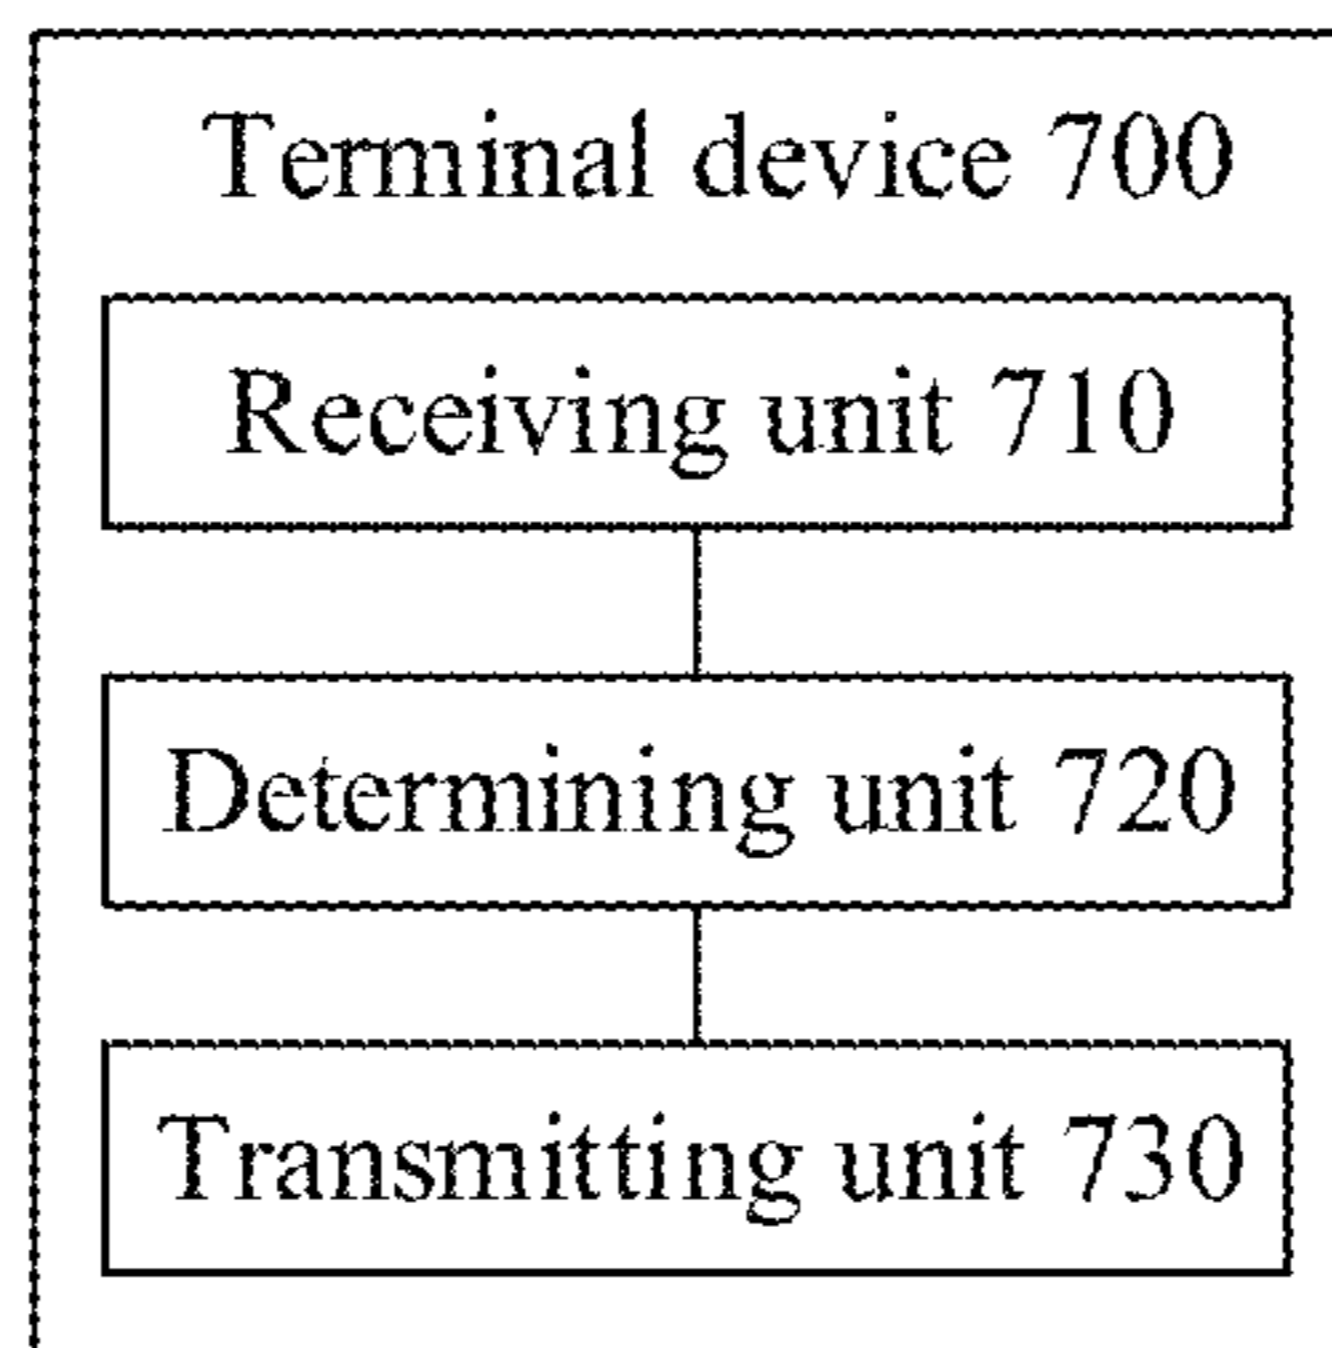 Terminal device 700
Receiving unit 710
Determining unit 720
Transmitting unit 730